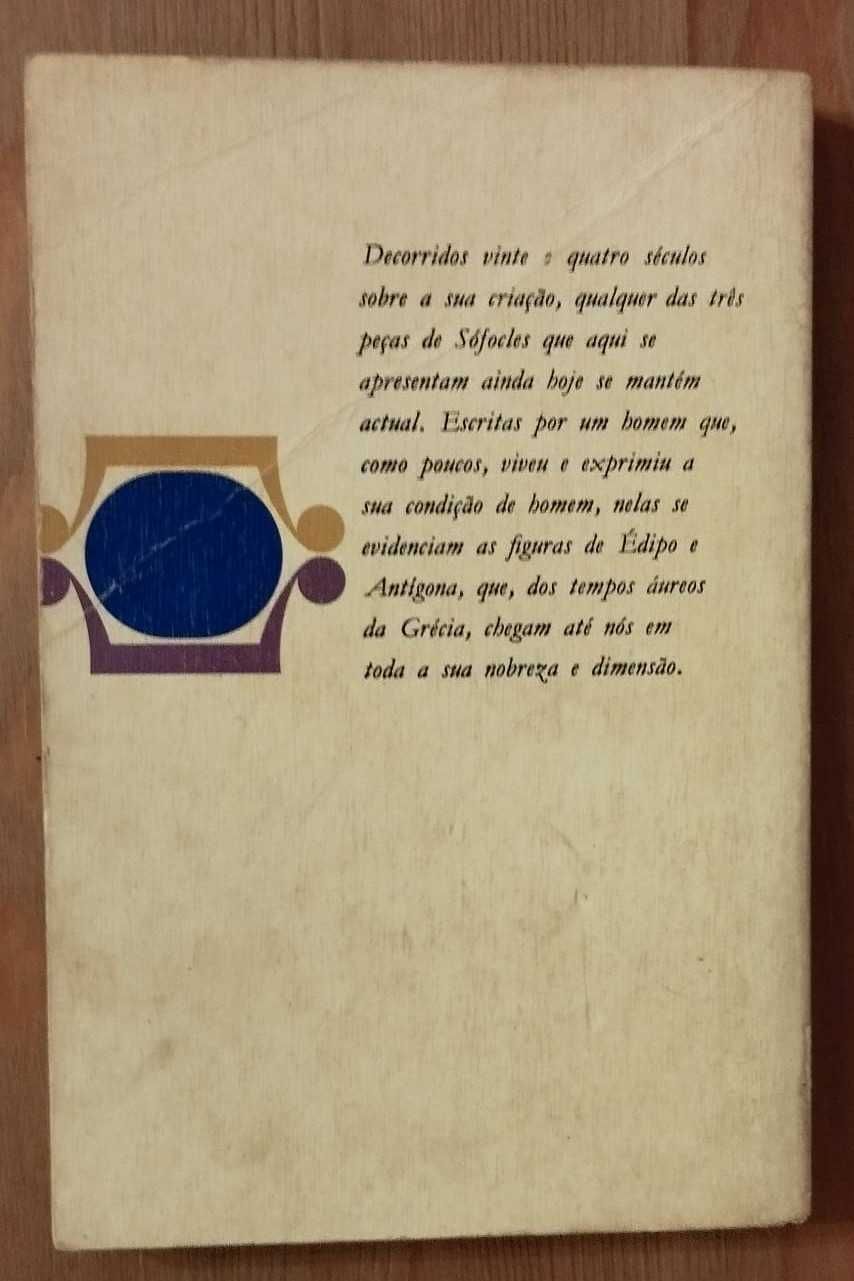 Decorridos vinte e quatro séculos
sobre a sua criação, qualquer das três
peças de Sófocles que aqui se
apresentam ainda hoje se mantém
actual. Escritas por um homem que,
como poucos, viveu e exprimiu a
sua condição de homem, nelas se
evidenciam as figuras de Édipo e
Antígona, que, dos tempos áureos
da Grécia, chegam até nós em
toda a sua nobreza e dimensão.